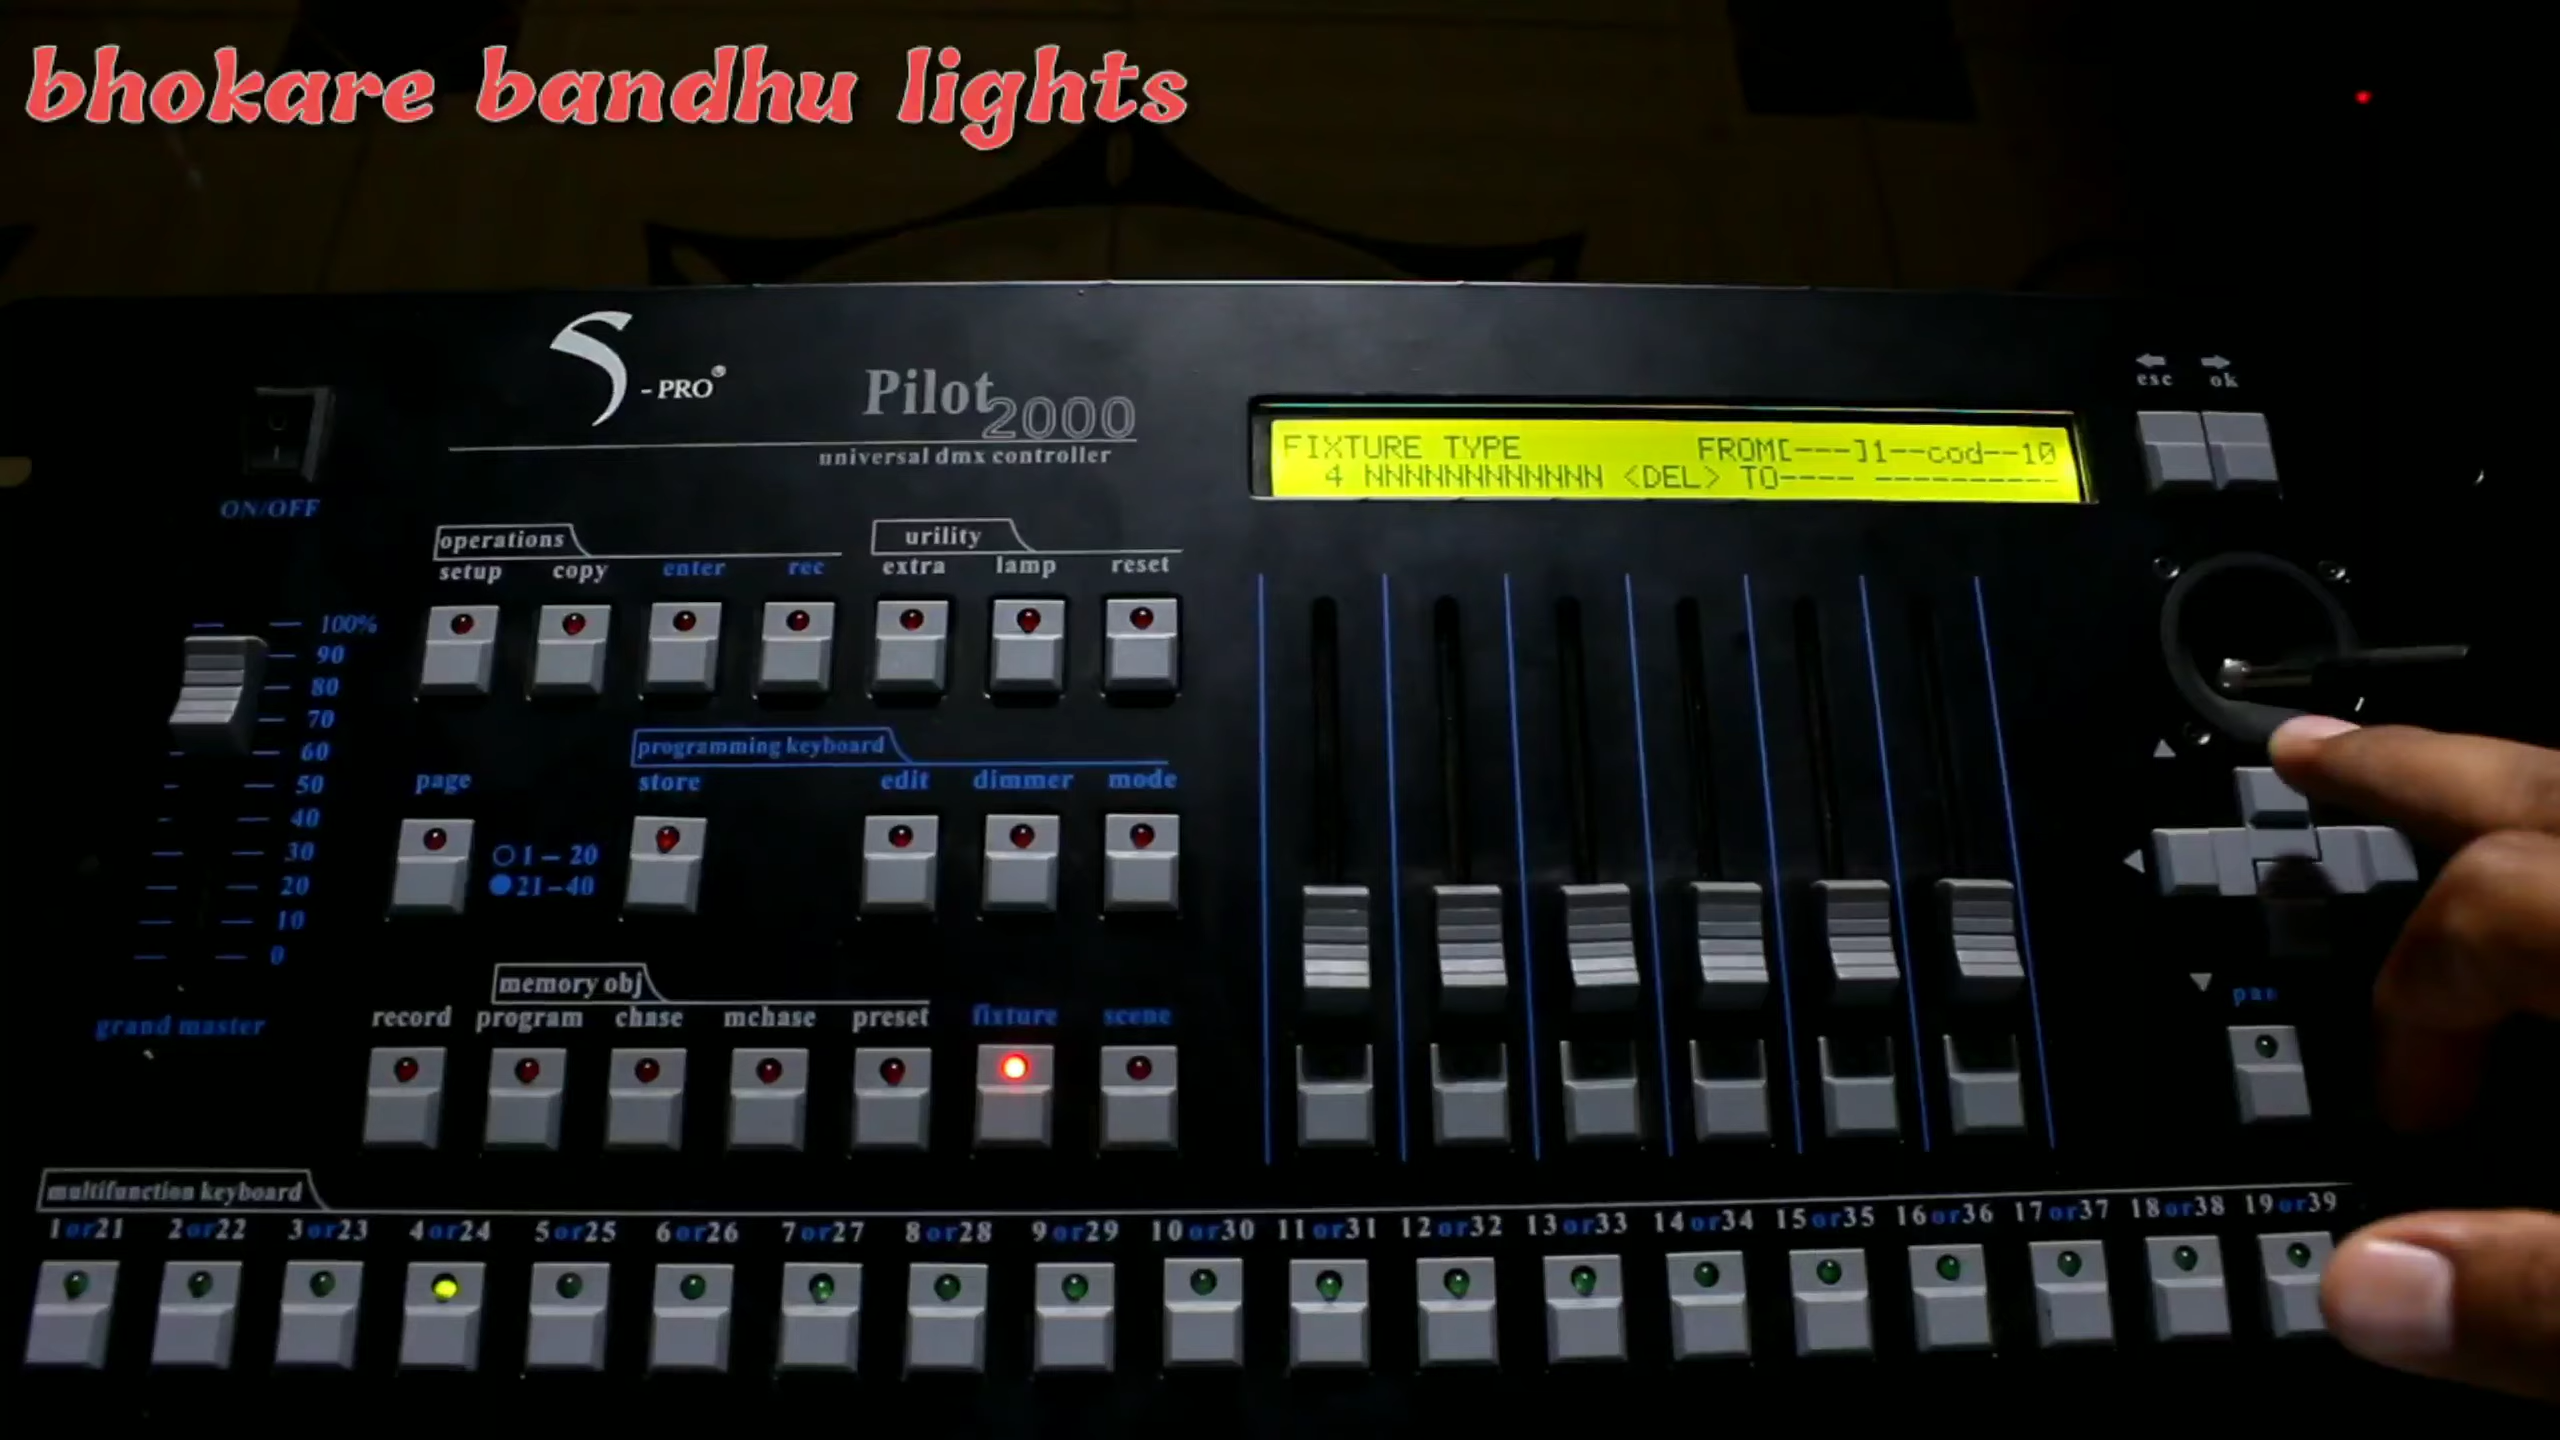 bhokare bandhu lights
S - PRO®
Pilot 2000
universal dmx controller
FIXTURE TYPE FROM[---]1--cod--10
4 NNNNNNNNNNNN <DEL> TO---- ----------
esc ok
ON/OFF
operations
urility
setup copy enter rec extra lamp reset
100%
90
80
70
60
50
40
30
20
10
0
grand master
programming keyboard
page store edit dimmer mode
1-20
21-40
memory obj
record program chase mchase preset fixture scene
multifunction keyboard
1or21 2or22 3or23 4or24 5or25 6or26 7or27 8or28 9or29 10or30 11or31 12or32 13or33 14or34 15or35 16or36 17or37 18or38 19or39